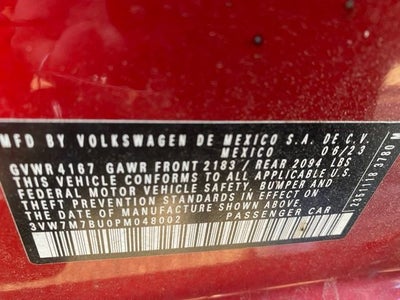 MFD BY VOLKSWAGEN DE MEXICO S.A. DE C.V.
MEXICO 06/23
GVWR 4167 GAWR FRONT 2183 / REAR 2094 LBS
THIS VEHICLE CONFORMS TO ALL APPLICABLE U.S.
FEDERAL MOTOR VEHICLE SAFETY, BUMPER, AND
THEFT PREVENTION STANDARDS IN EFFECT ON THE
DATE OF MANUFACTURE SHOWN ABOVE.
3VW7M7BU0PM048002 PASSENGER CAR